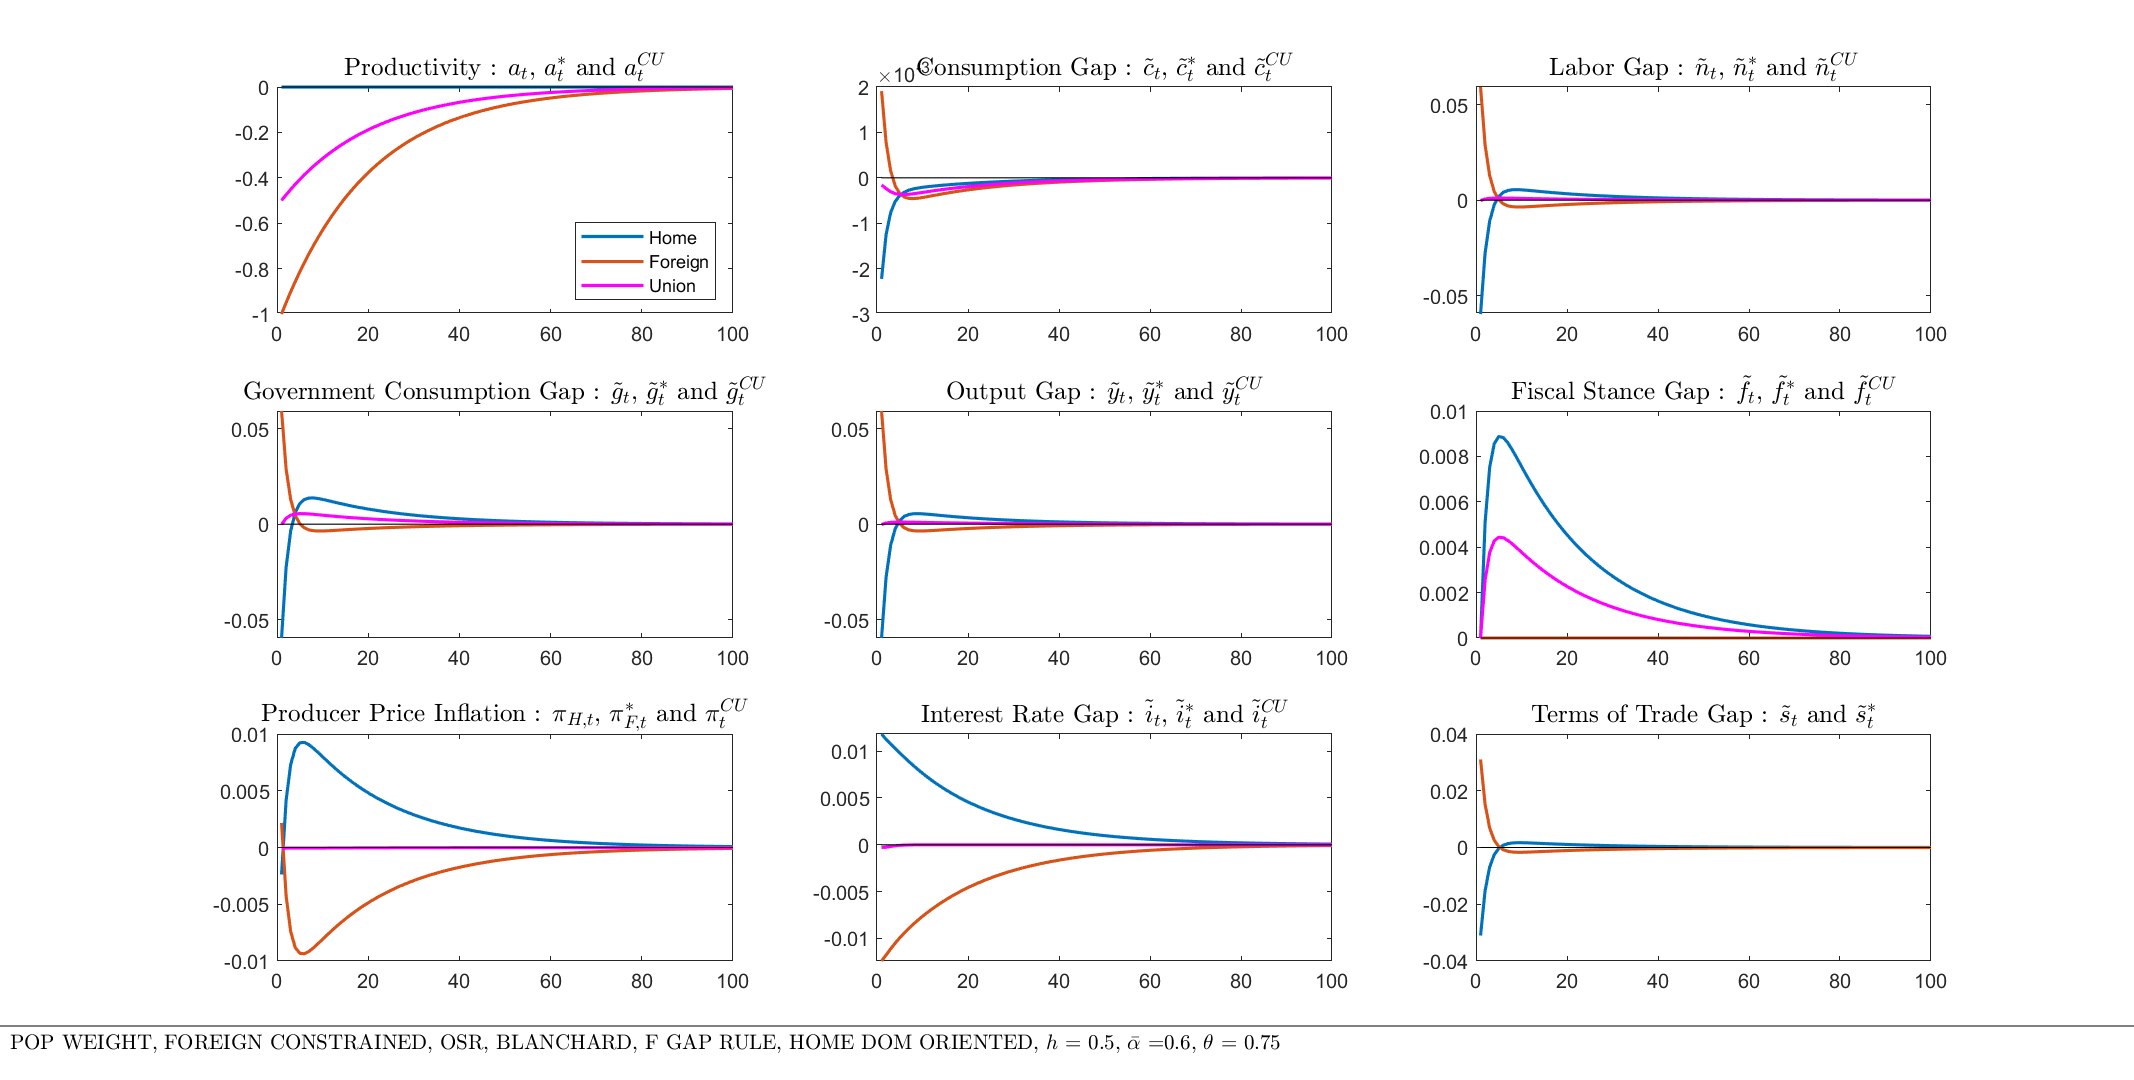 Productivity : a_t, a_t^* and a_t^{CU}
0
-0.2
-0.4
-0.6
-0.8
-1
0 20 40 60 80 100
Home
Foreign
Union
×10
Consumption Gap : c̃_t, c̃_t^* and c̃_t^{CU}
2
1
0
-1
-2
-3
0 20 40 60 80 100
Labor Gap : ñ_t, ñ_t^* and ñ_t^{CU}
0.05
0
-0.05
0 20 40 60 80 100
Government Consumption Gap : g̃_t, g̃_t^* and g̃_t^{CU}
0.05
0
-0.05
0 20 40 60 80 100
Output Gap : ỹ_t, ỹ_t^* and ỹ_t^{CU}
0.05
0
-0.05
0 20 40 60 80 100
Fiscal Stance Gap : f̃_t, f̃_t^* and f̃_t^{CU}
0.01
0.008
0.006
0.004
0.002
0
0 20 40 60 80 100
Producer Price Inflation : π_{H,t}, π_{F,t}^* and π_t^{CU}
0.01
0.005
0
-0.005
-0.01
0 20 40 60 80 100
Interest Rate Gap : ĩ_t, ĩ_t^* and ĩ_t^{CU}
0.01
0.005
0
-0.005
-0.01
0 20 40 60 80 100
Terms of Trade Gap : s̃_t and s̃_t^*
0.04
0.02
0
-0.02
-0.04
0 20 40 60 80 100
POP WEIGHT, FOREIGN CONSTRAINED, OSR, BLANCHARD, F GAP RULE, HOME DOM ORIENTED, h = 0.5, ᾱ =0.6, θ = 0.75